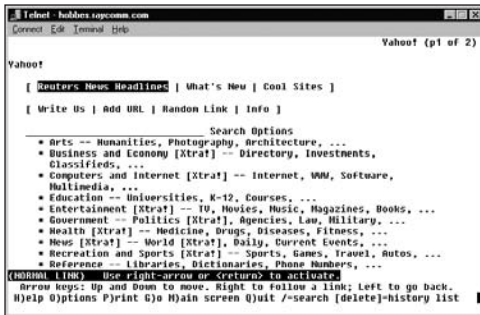 Telnet - hobbes.raycomm.com
Connect Edit Terminal Help
Yahoo! (p1 of 2)
Yahoo!
[ Reuters News Headlines | What's New | Cool Sites ]
[ Write Us | Add URL | Random Link | Info ]
______________________________ Search Options
* Arts -- Humanities, Photography, Architecture, ...
* Business and Economy [Xtra!] -- Directory, Investments,
Classifieds, ...
* Computers and Internet [Xtra!] -- Internet, WWW, Software,
Multimedia, ...
* Education -- Universities, K-12, Courses, ...
* Entertainment [Xtra!] -- TV, Movies, Music, Magazines, Books, ...
* Government -- Politics [Xtra!], Agencies, Law, Military, ...
* Health [Xtra!] -- Medicine, Drugs, Diseases, Fitness, ...
* News [Xtra!] -- World [Xtra!], Daily, Current Events, ...
* Recreation and Sports [Xtra!] -- Sports, Games, Travel, Autos, ...
* Reference -- Libraries, Dictionaries, Phone Numbers, ...
(NORMAL LINK) Use right-arrow or <return> to activate.
Arrow keys: Up and Down to move. Right to follow a link; Left to go back.
H)elp O)ptions P)rint G)o M)ain screen Q)uit /=search [delete]=history list